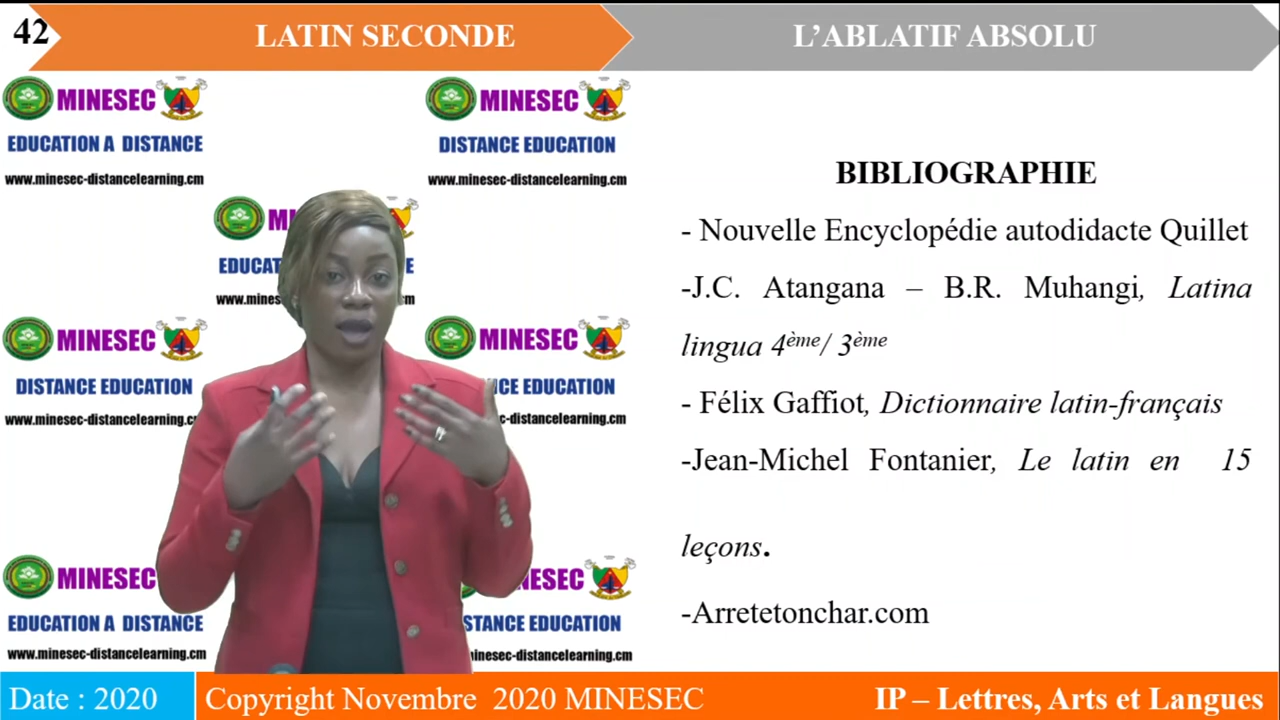 42
LATIN SECONDE
L'ABLATIF ABSOLU
MINESEC
EDUCATION A DISTANCE
www.minesec-distancelearning.cm
MINESEC
DISTANCE EDUCATION
www.minesec-distancelearning.cm
MINESEC
DISTANCE EDUCATION
www.minesec-distancelearning.c
MINESEC
CE EDUCATION
c-distancelearning.cm
MINESEC
EDUCATION A DISTANCE
www.minesec-distancelearning.cm
NESEC
STANCE EDUCATION
inesec-distancelearning.cm
BIBLIOGRAPHIE
- Nouvelle Encyclopédie autodidacte Quillet
-J.C. Atangana – B.R. Muhangi, Latina
lingua 4ème/ 3ème
- Félix Gaffiot, Dictionnaire latin-français
-Jean-Michel Fontanier, Le latin en 15
leçons.
-Arretetonchar.com
Date : 2020
Copyright Novembre 2020 MINESEC
IP – Lettres, Arts et Langues